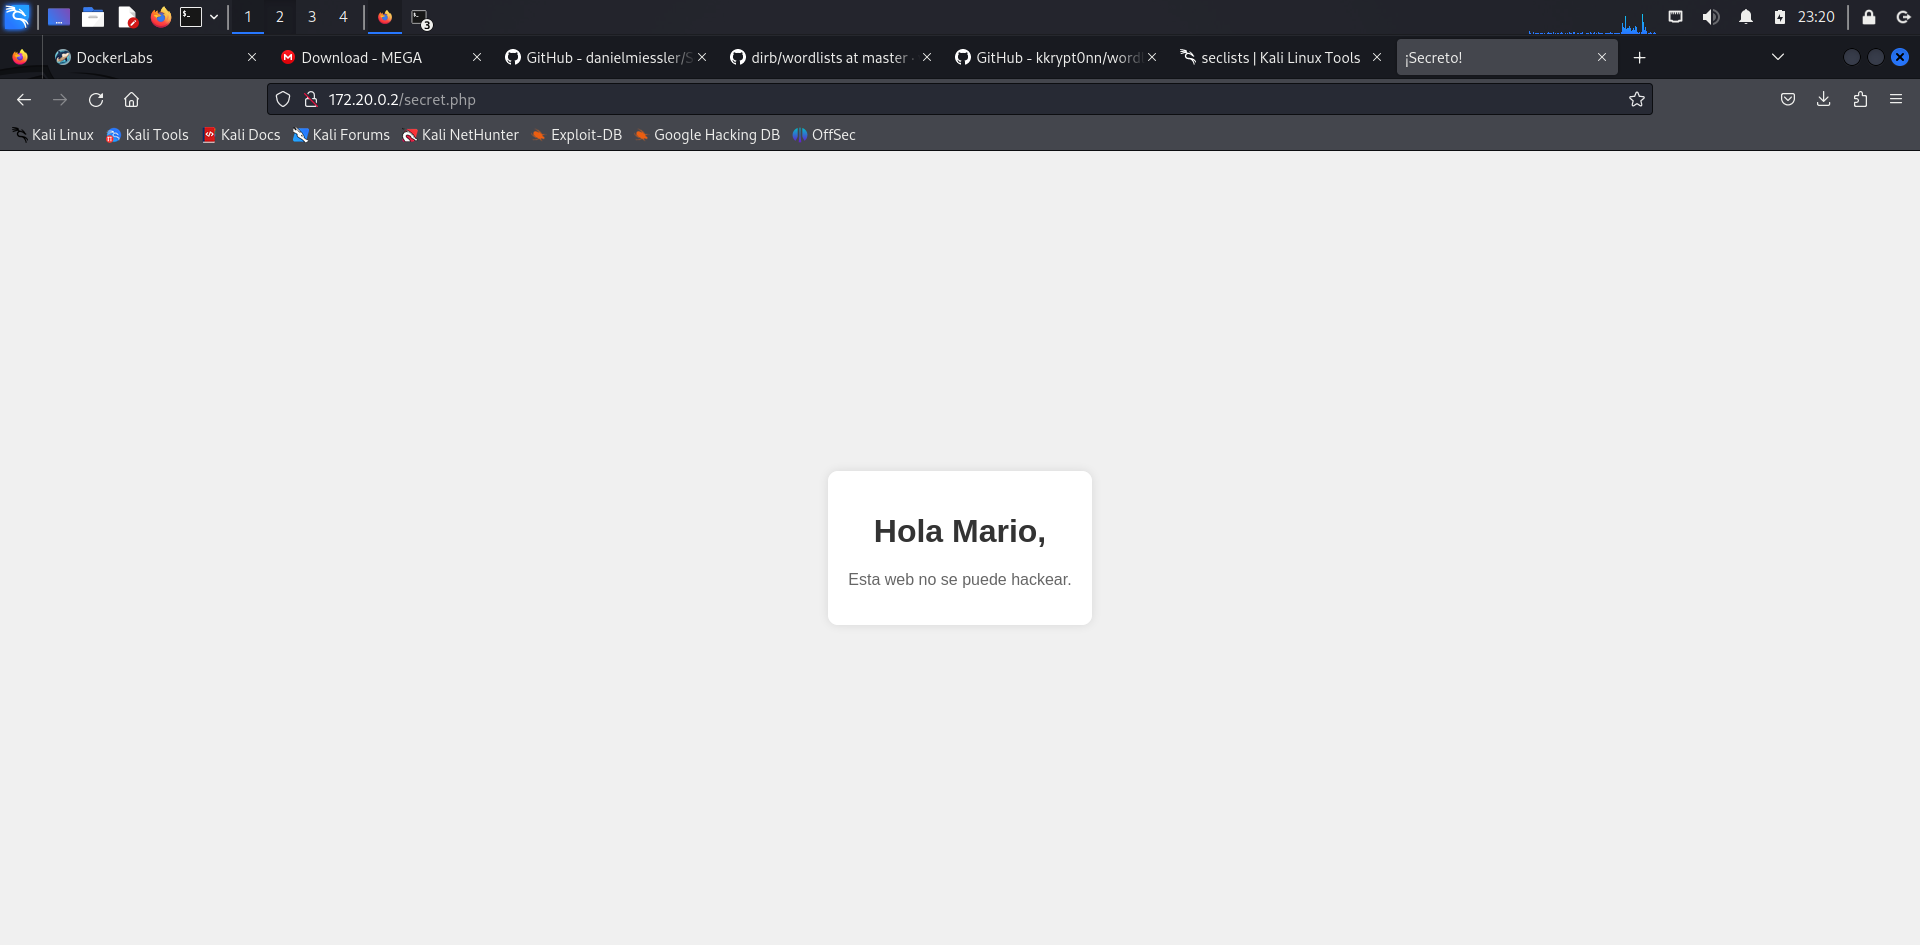 1 2 3 4 3 23:20
DockerLabs Download - MEGA GitHub - danielmiessler/S dirb/wordlists at master - GitHub - kkrypt0nn/wordl seclists | Kali Linux Tools ¡Secreto!
172.20.0.2/secret.php
Kali Linux Kali Tools Kali Docs Kali Forums Kali NetHunter Exploit-DB Google Hacking DB OffSec
Hola Mario,
Esta web no se puede hackear.